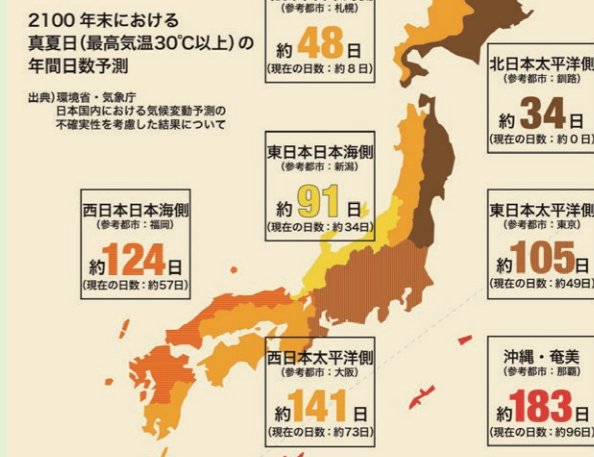 2100 年末における
真夏日(最高気温30℃以上)の
年間日数予測
出典)環境省・気象庁
日本国内における気候変動予測の
不確実性を考慮した結果について
(参考都市:札幌)
約48日
(現在の日数:約8日)
北日本太平洋側
(参考都市:釧路)
約34日
(現在の日数:約0日)
東日本日本海側
(参考都市:新潟)
約91日
(現在の日数:約34日)
西日本日本海側
(参考都市:福岡)
約124日
(現在の日数:約57日)
東日本太平洋側
(参考都市:東京)
約105日
(現在の日数:約49日)
西日本太平洋側
(参考都市:大阪)
約141日
(現在の日数:約73日)
沖縄・奄美
(参考都市:那覇)
約183日
(現在の日数:約96日)